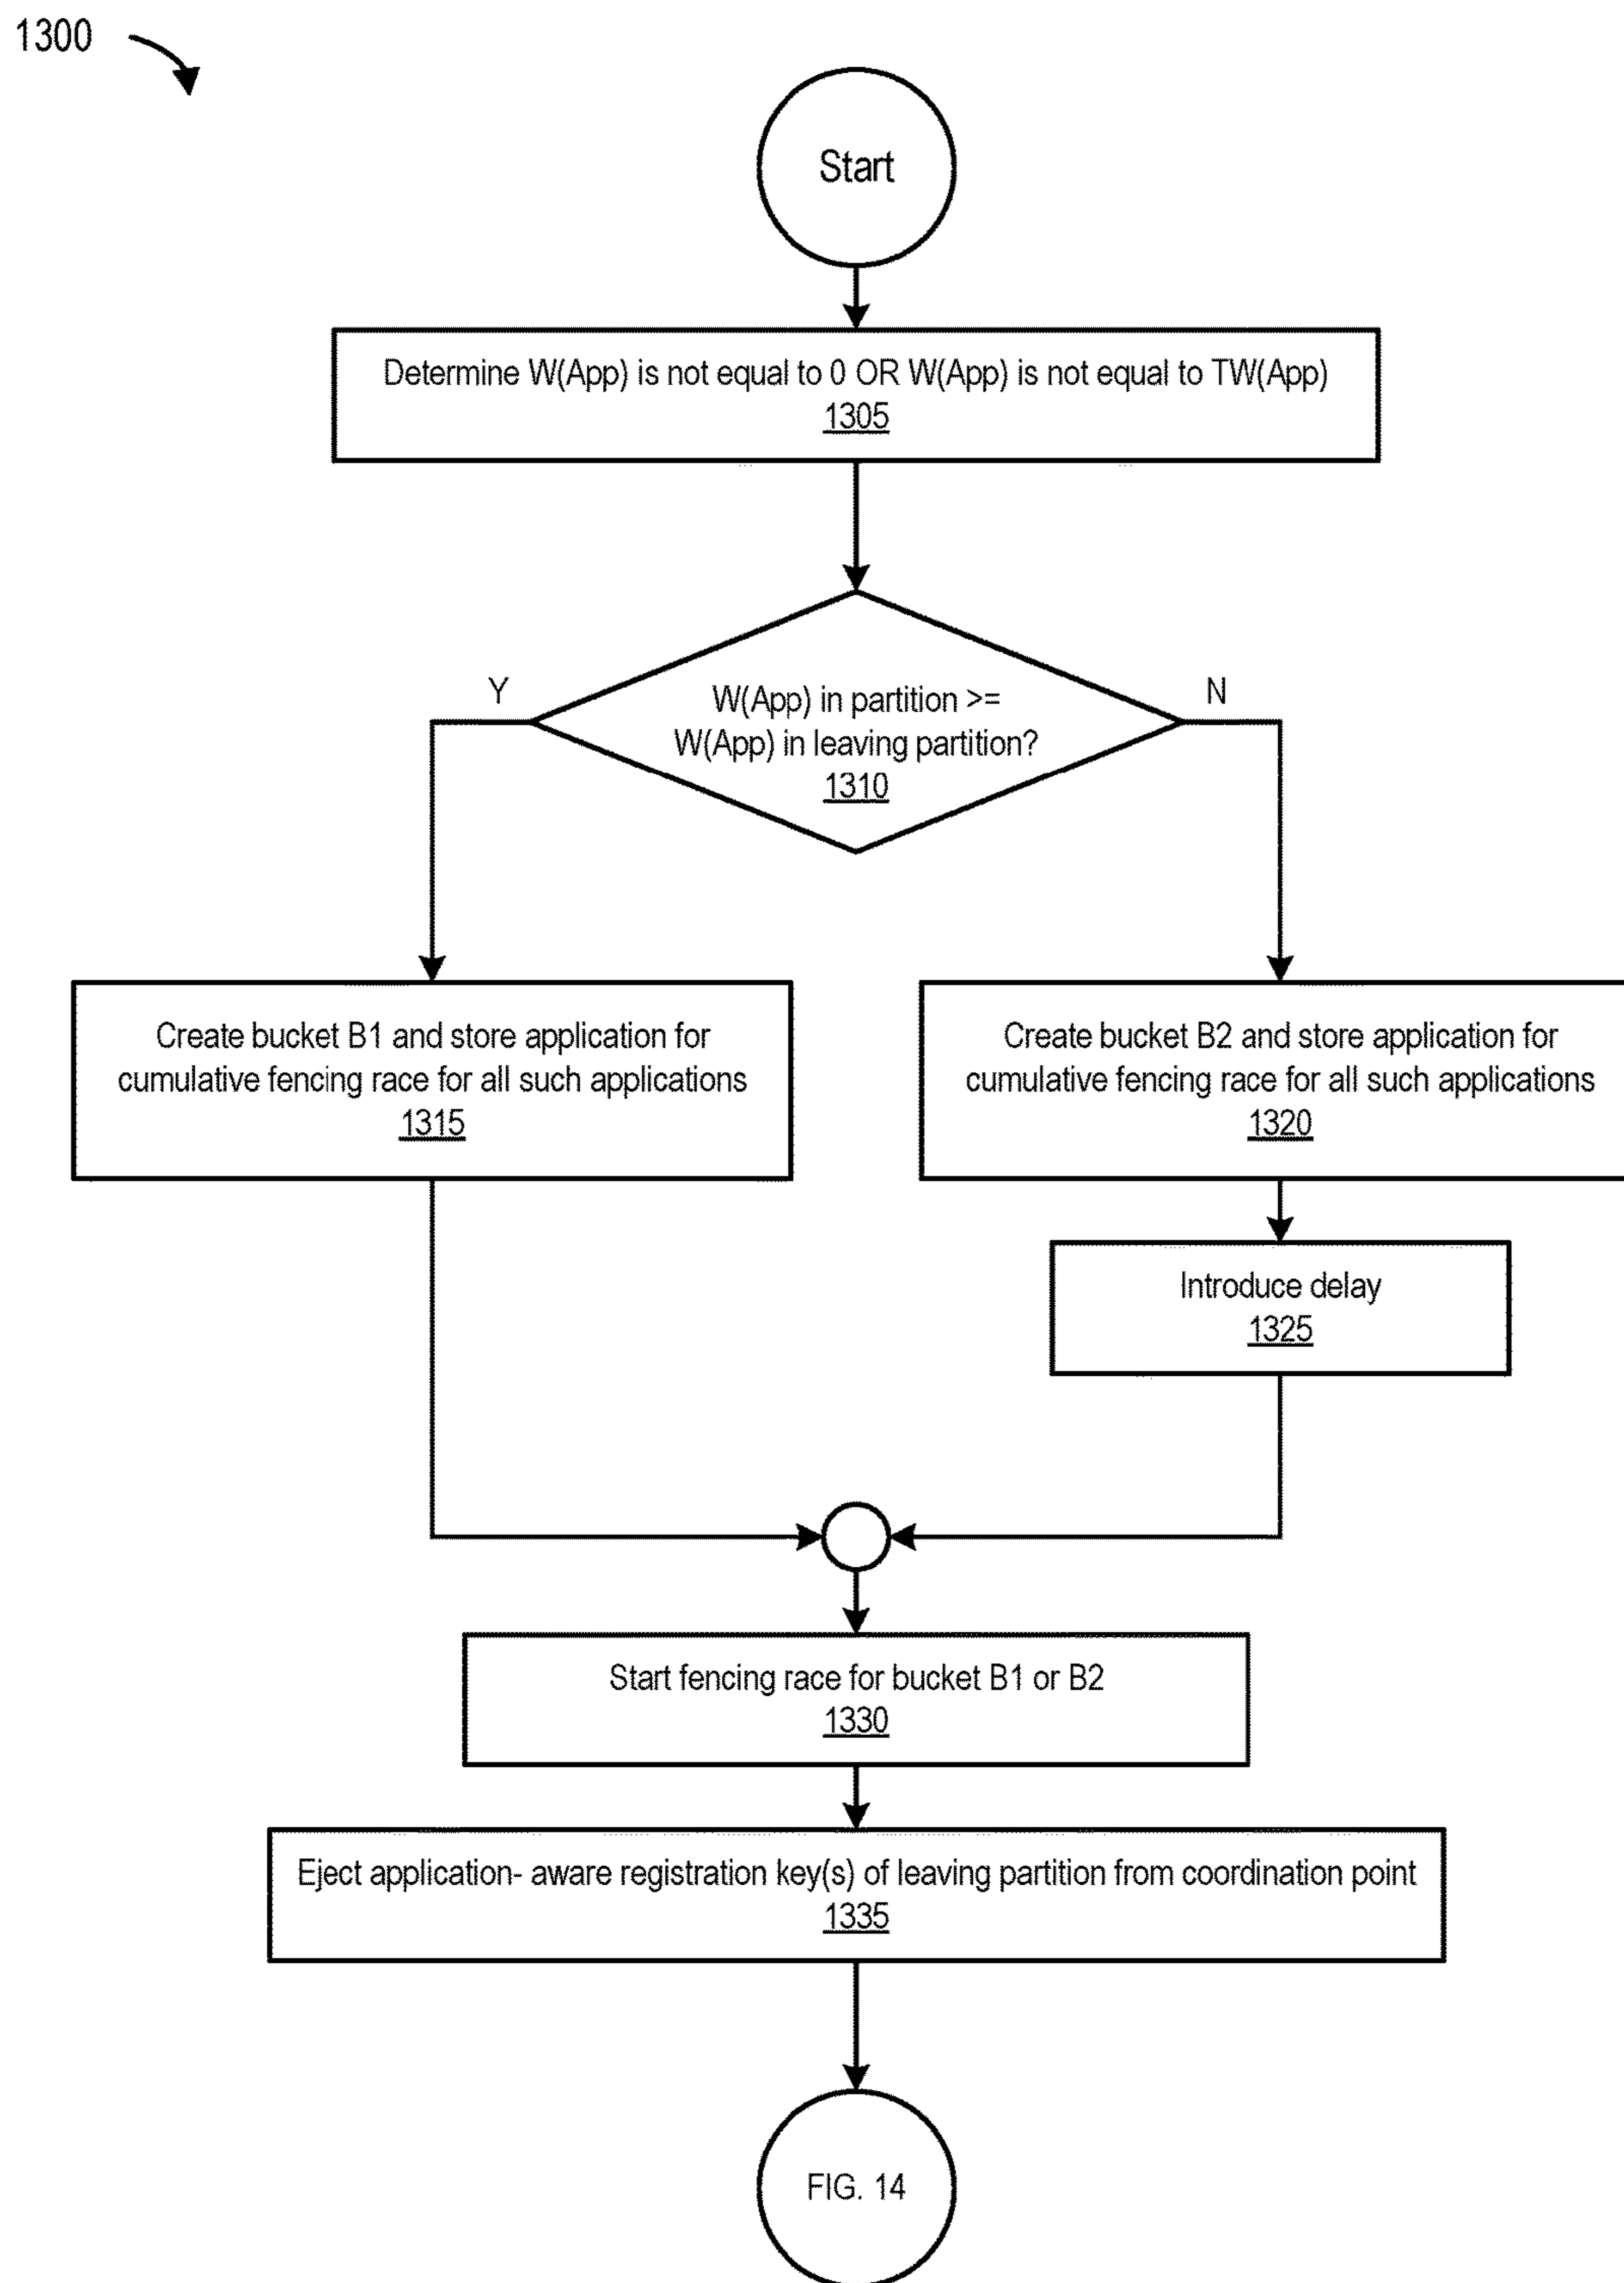 1300
Start
Determine W(App) is not equal to 0 OR W(App) is not equal to TW(App)
1305
Y
N
W(App) in partition >=
W(App) in leaving partition?
1310
Create bucket B1 and store application for
cumulative fencing race for all such applications
1315
Create bucket B2 and store application for
cumulative fencing race for all such applications
1320
Introduce delay
1325
Start fencing race for bucket B1 or B2
1330
Eject application- aware registration key(s) of leaving partition from coordination point
1335
FIG. 14